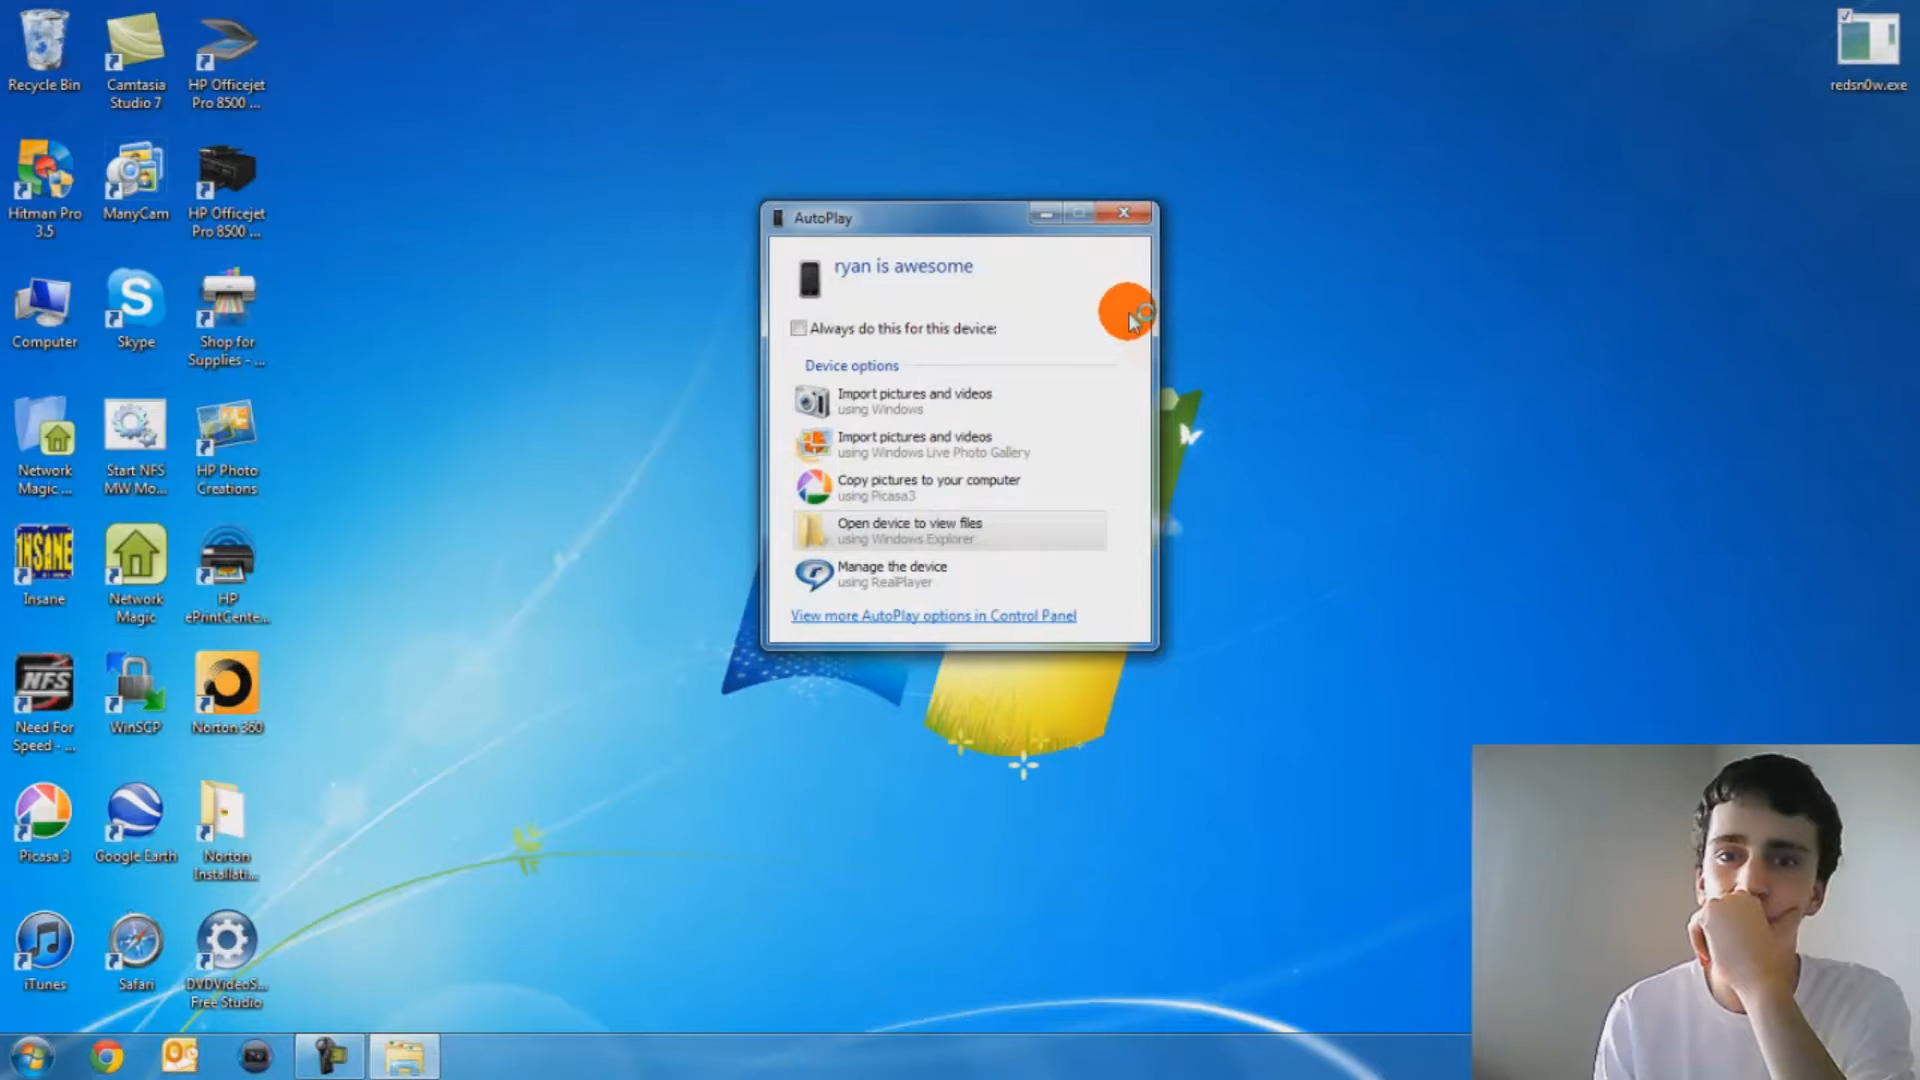 Recycle Bin
Camtasia
Studio 7
HP Officejet
Pro 8500 ...
redsn0w.exe
Hitman Pro
3.5
ManyCam
HP Officejet
Pro 8500 ...
Computer
Skype
Shop for
Supplies - ...
Network
Magic ...
Start NFS
MW Mo...
HP Photo
Creations
INSANE
Insane
Network
Magic
HP
ePrintCente...
NFS
Need For
Speed - ...
WinSCP
Norton 360
Picasa 3
Google Earth
Norton
Installati...
iTunes
Safari
DVDVideoS...
Free Studio
AutoPlay
ryan is awesome
Always do this for this device:
Device options
Import pictures and videos
using Windows
Import pictures and videos
using Windows Live Photo Gallery
Copy pictures to your computer
using Picasa3
Open device to view files
using Windows Explorer
Manage the device
using RealPlayer
View more AutoPlay options in Control Panel